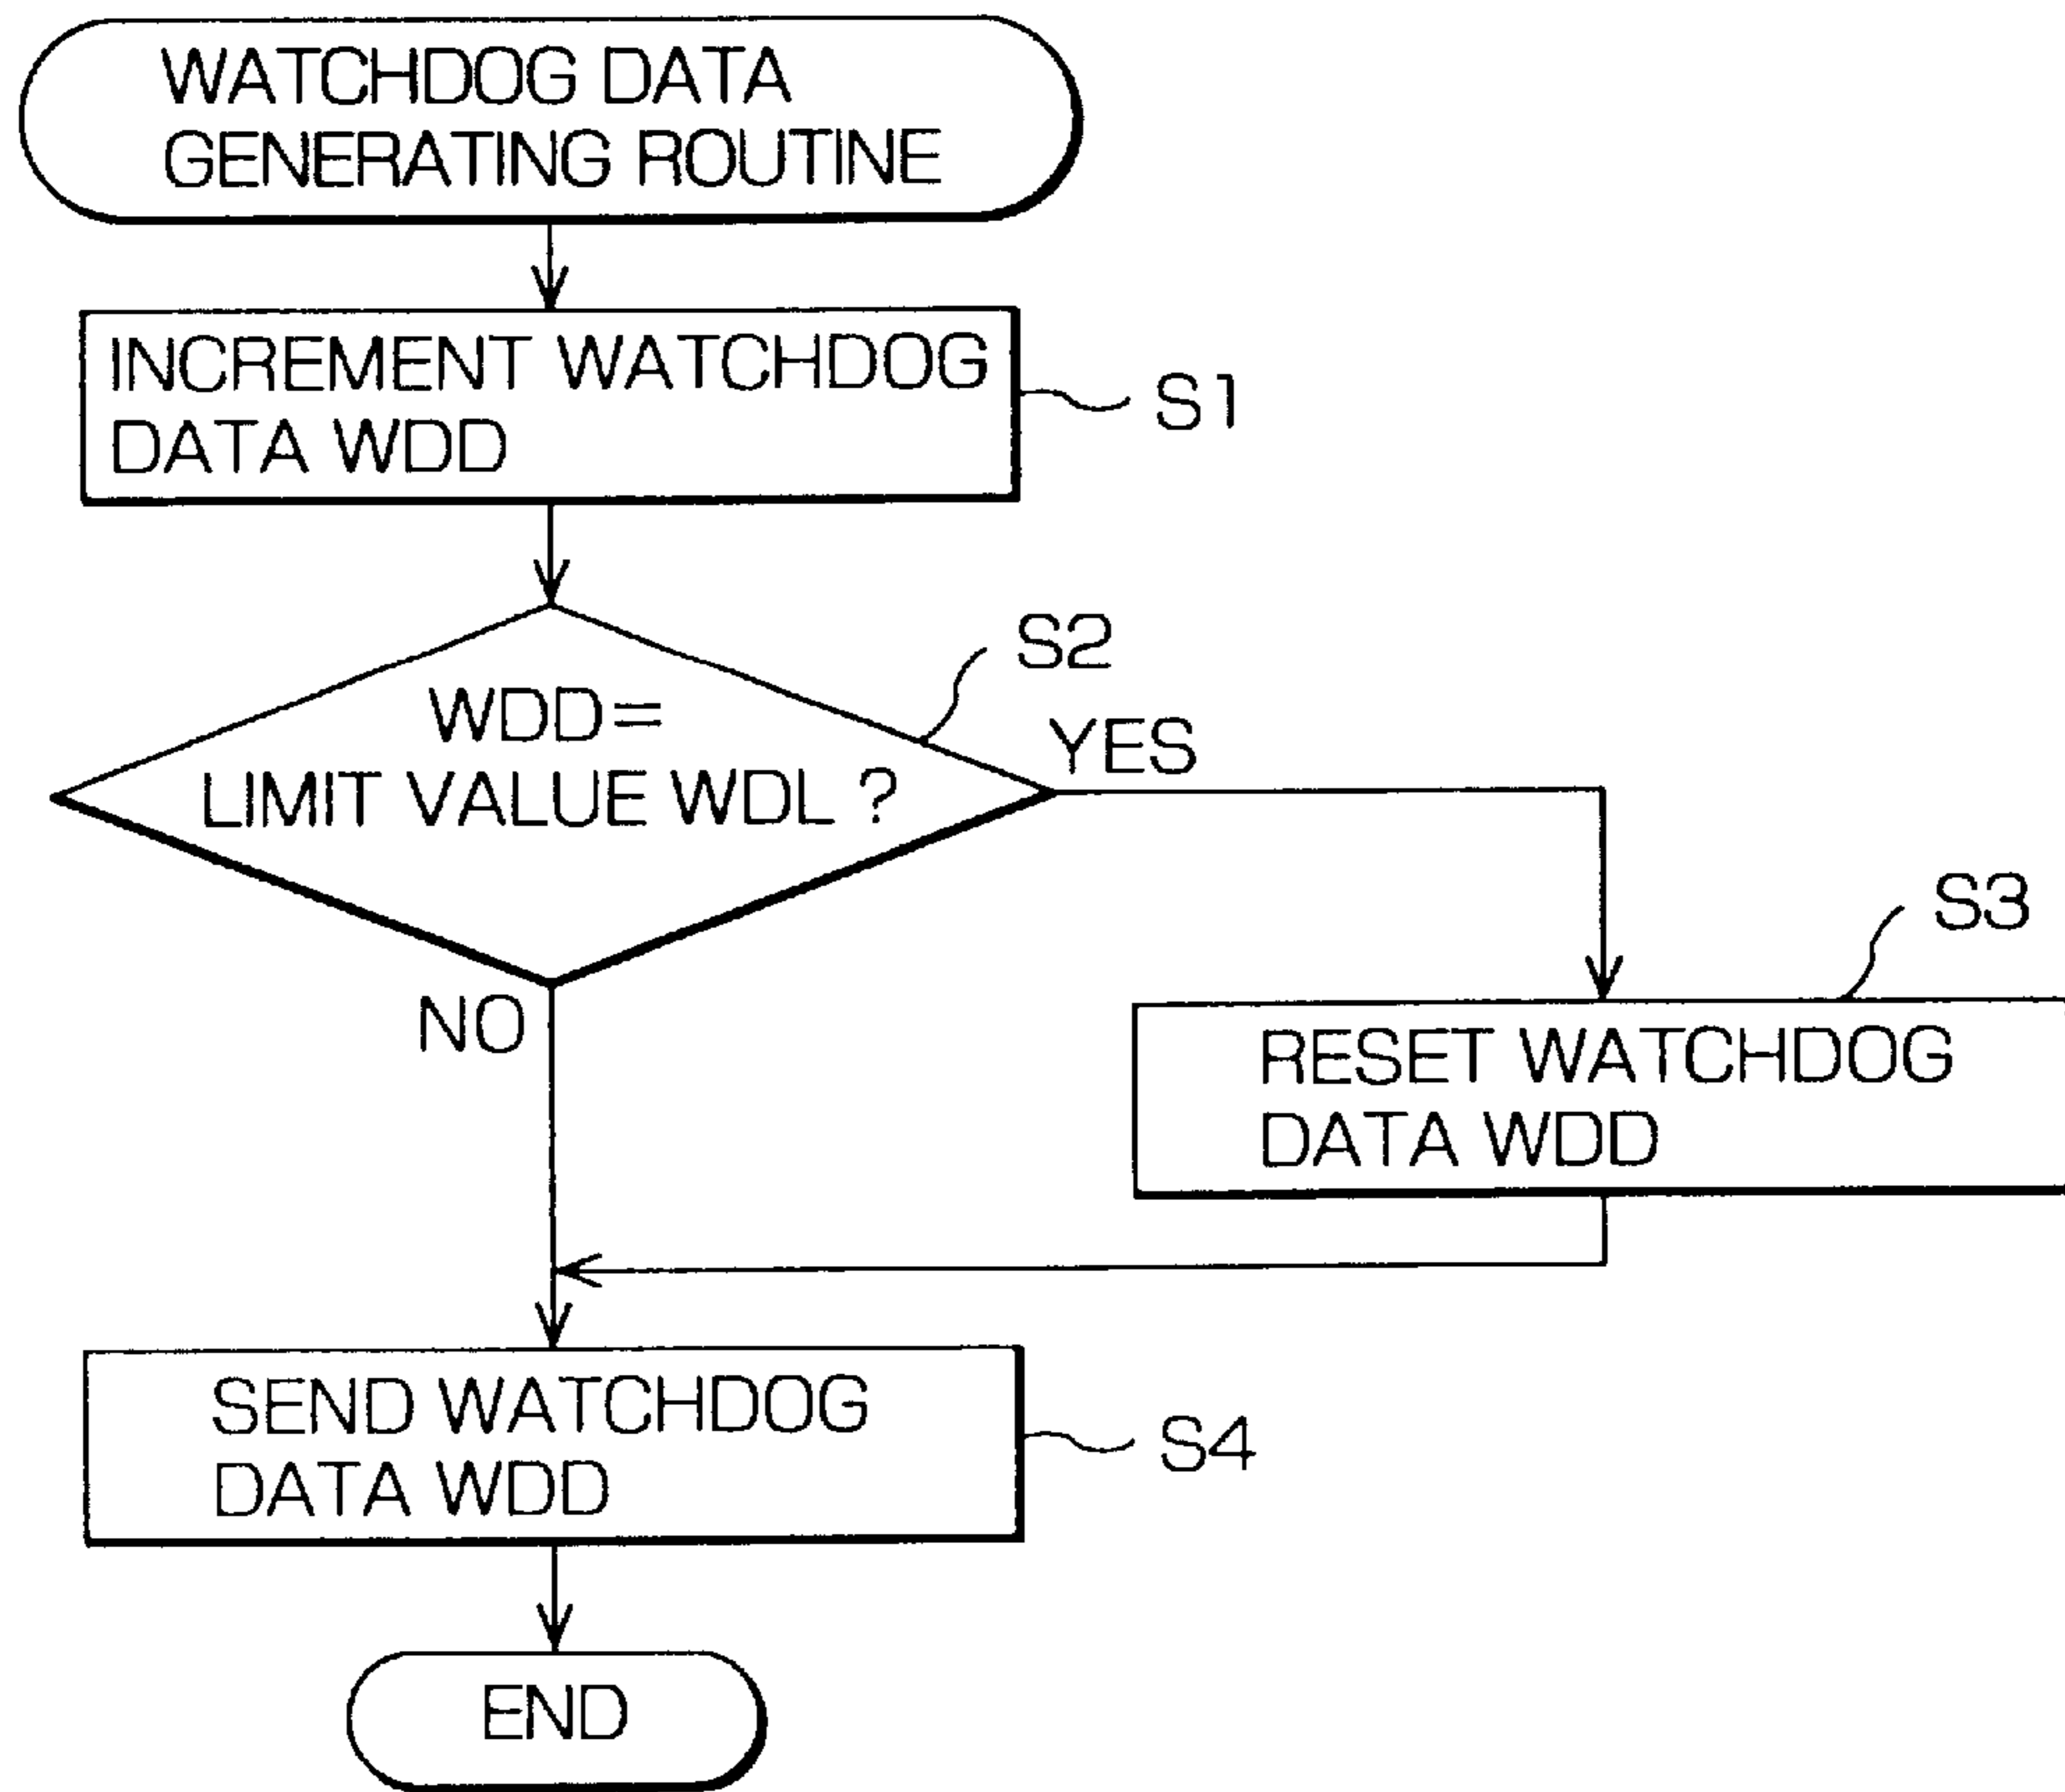 WATCHDOG DATA
GENERATING ROUTINE
INCREMENT WATCHDOG
DATA WDD
S1
S2
WDD=
LIMIT VALUE WDL ?
YES
NO
S3
RESET WATCHDOG
DATA WDD
SEND WATCHDOG
DATA WDD
S4
END